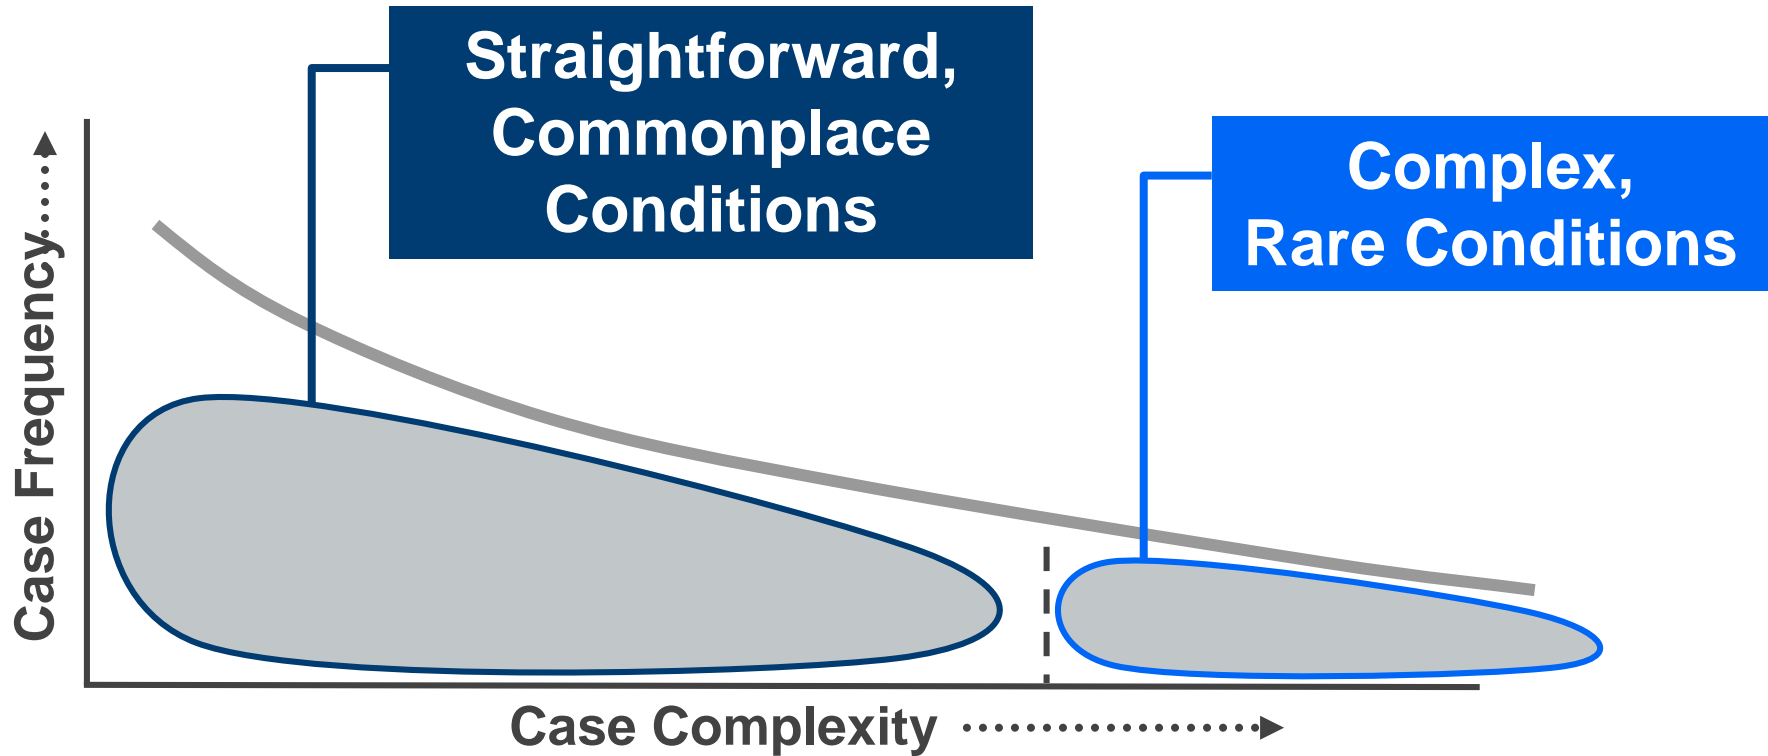 Straightforward,
Commonplace
Conditions
Complex,
Rare Conditions
Case Frequency
Case Complexity